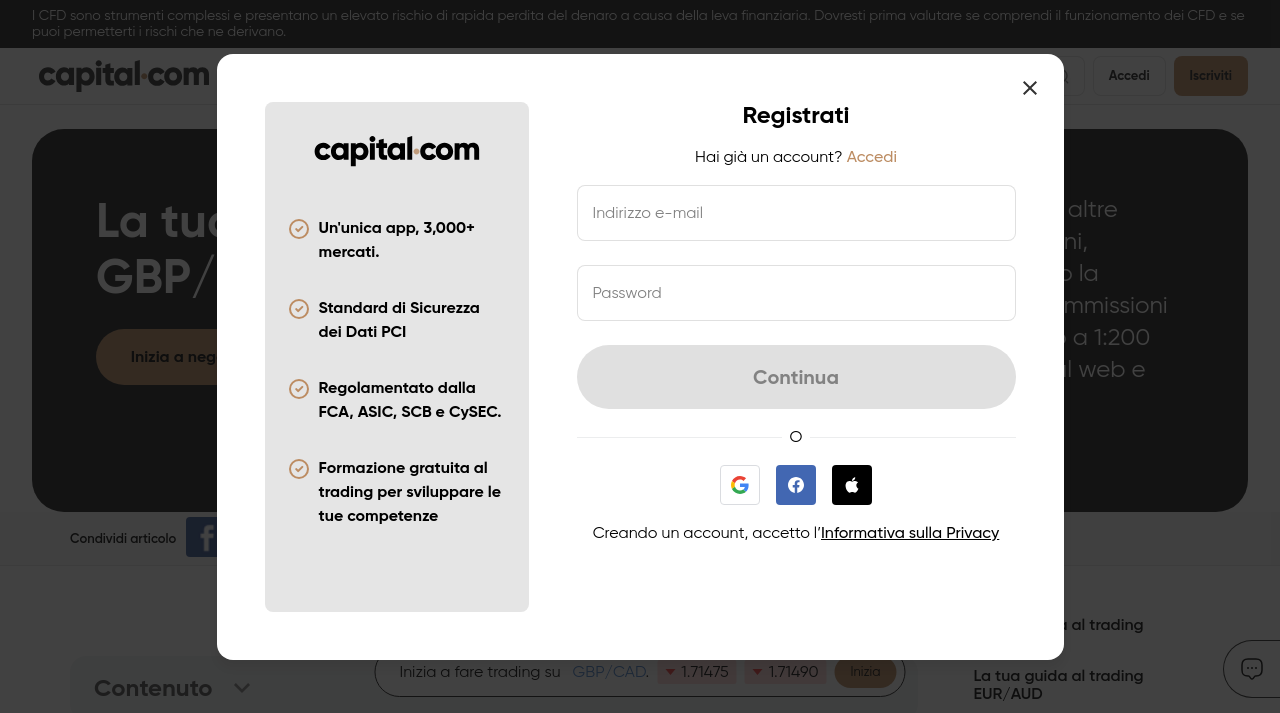 I CFD sono strumenti complessi e presentano un elevato rischio di rapida perdita del denaro a causa della leva finanziaria. Dovresti prima valutare se comprendi il funzionamento dei CFD e se
puoi permetterti i rischi che ne derivano.
capital.com
Accedi
Iscriviti
La tua
GBP/
Inizia a neg
altre
ni,
o la
mmissioni
o a 1:200
al web e
Condividi articolo
capital.com
Un'unica app, 3,000+
mercati.
Standard di Sicurezza
dei Dati PCI
Regolamentato dalla
FCA, ASIC, SCB e CySEC.
Formazione gratuita al
trading per sviluppare le
tue competenze
Registrati
Hai già un account? Accedi
Indirizzo e-mail
Password
Continua
O
Creando un account, accetto l’Informativa sulla Privacy
Contenuto
Inizia a fare trading su GBP/CAD. 1.71475 1.71490 Inizia
a al trading
La tua guida al trading
EUR/AUD